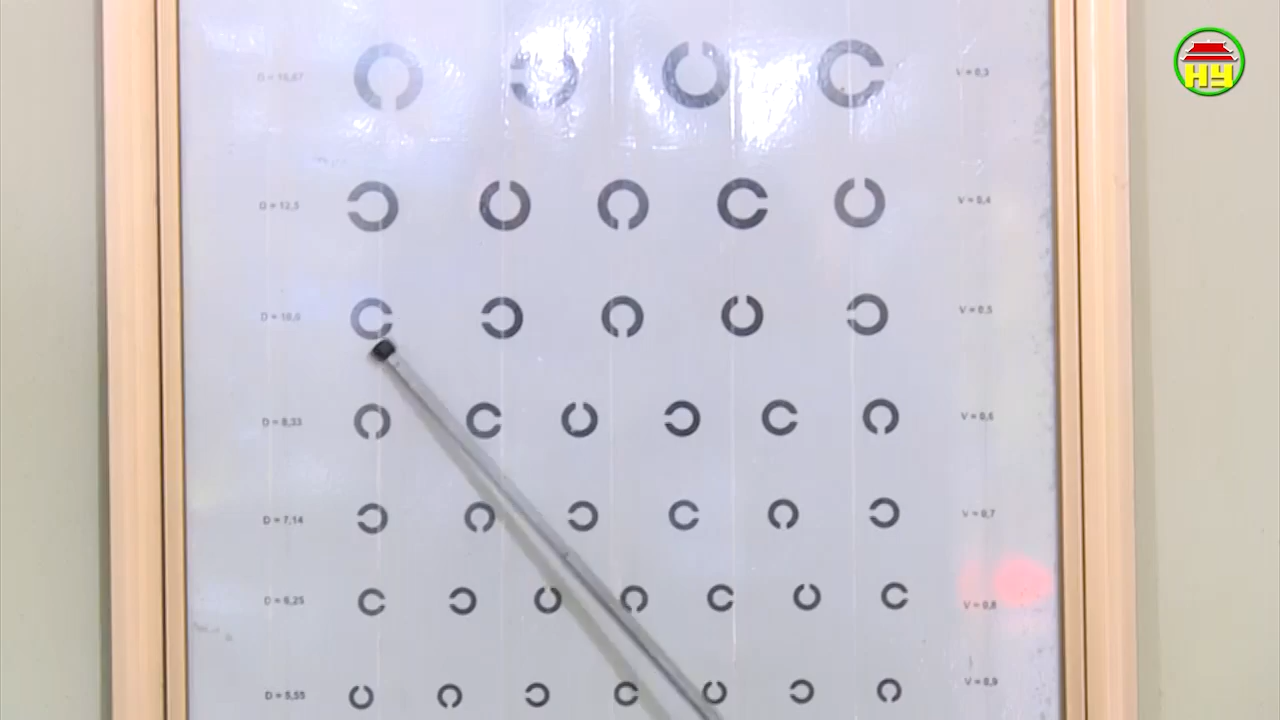 HY
D = 16,67 V = 0,3
D = 12,5 V = 0,4
D = 10,0 V = 0,5
D = 8,33 V = 0,6
D = 7,14 V = 0,7
D = 6,25 V = 0,8
D = 5,55 V = 0,9